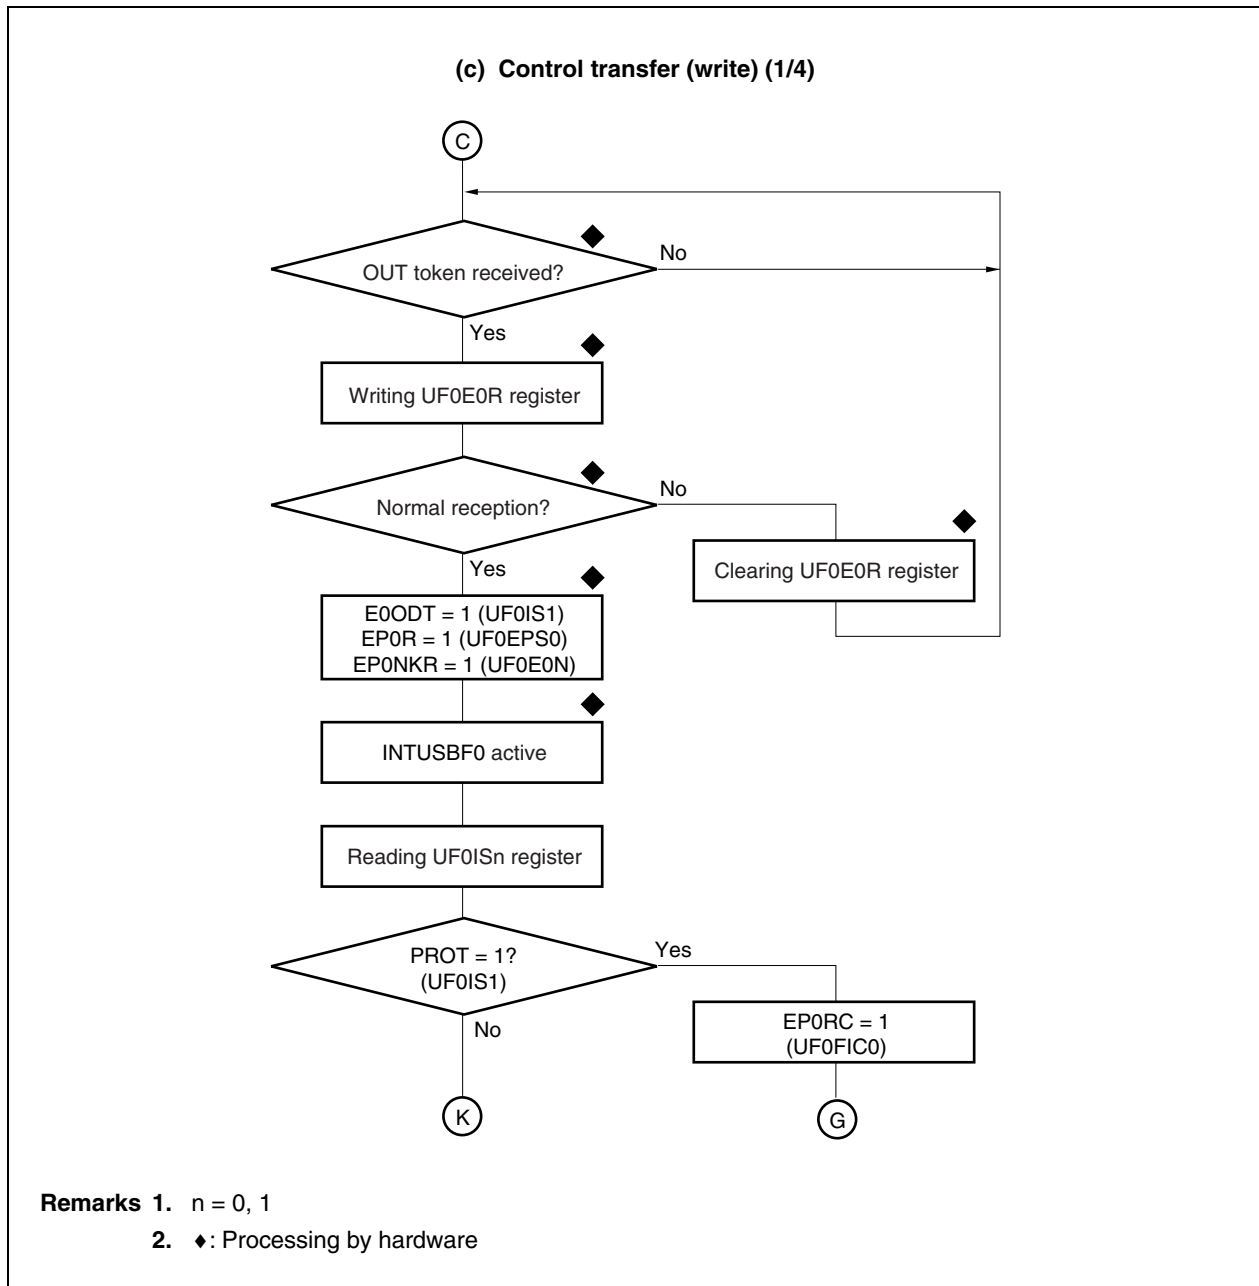 (c) Control transfer (write) (1/4)
C
OUT token received?
No
Yes
Writing UF0E0R register
Normal reception?
No
Yes
Clearing UF0E0R register
E0ODT = 1 (UF0IS1)
EP0R = 1 (UF0EPS0)
EP0NKR = 1 (UF0E0N)
INTUSBF0 active
Reading UF0ISn register
PROT = 1?
(UF0IS1)
Yes
No
EP0RC = 1
(UF0FIC0)
K
G
Remarks 1. n = 0, 1
2. ♦: Processing by hardware